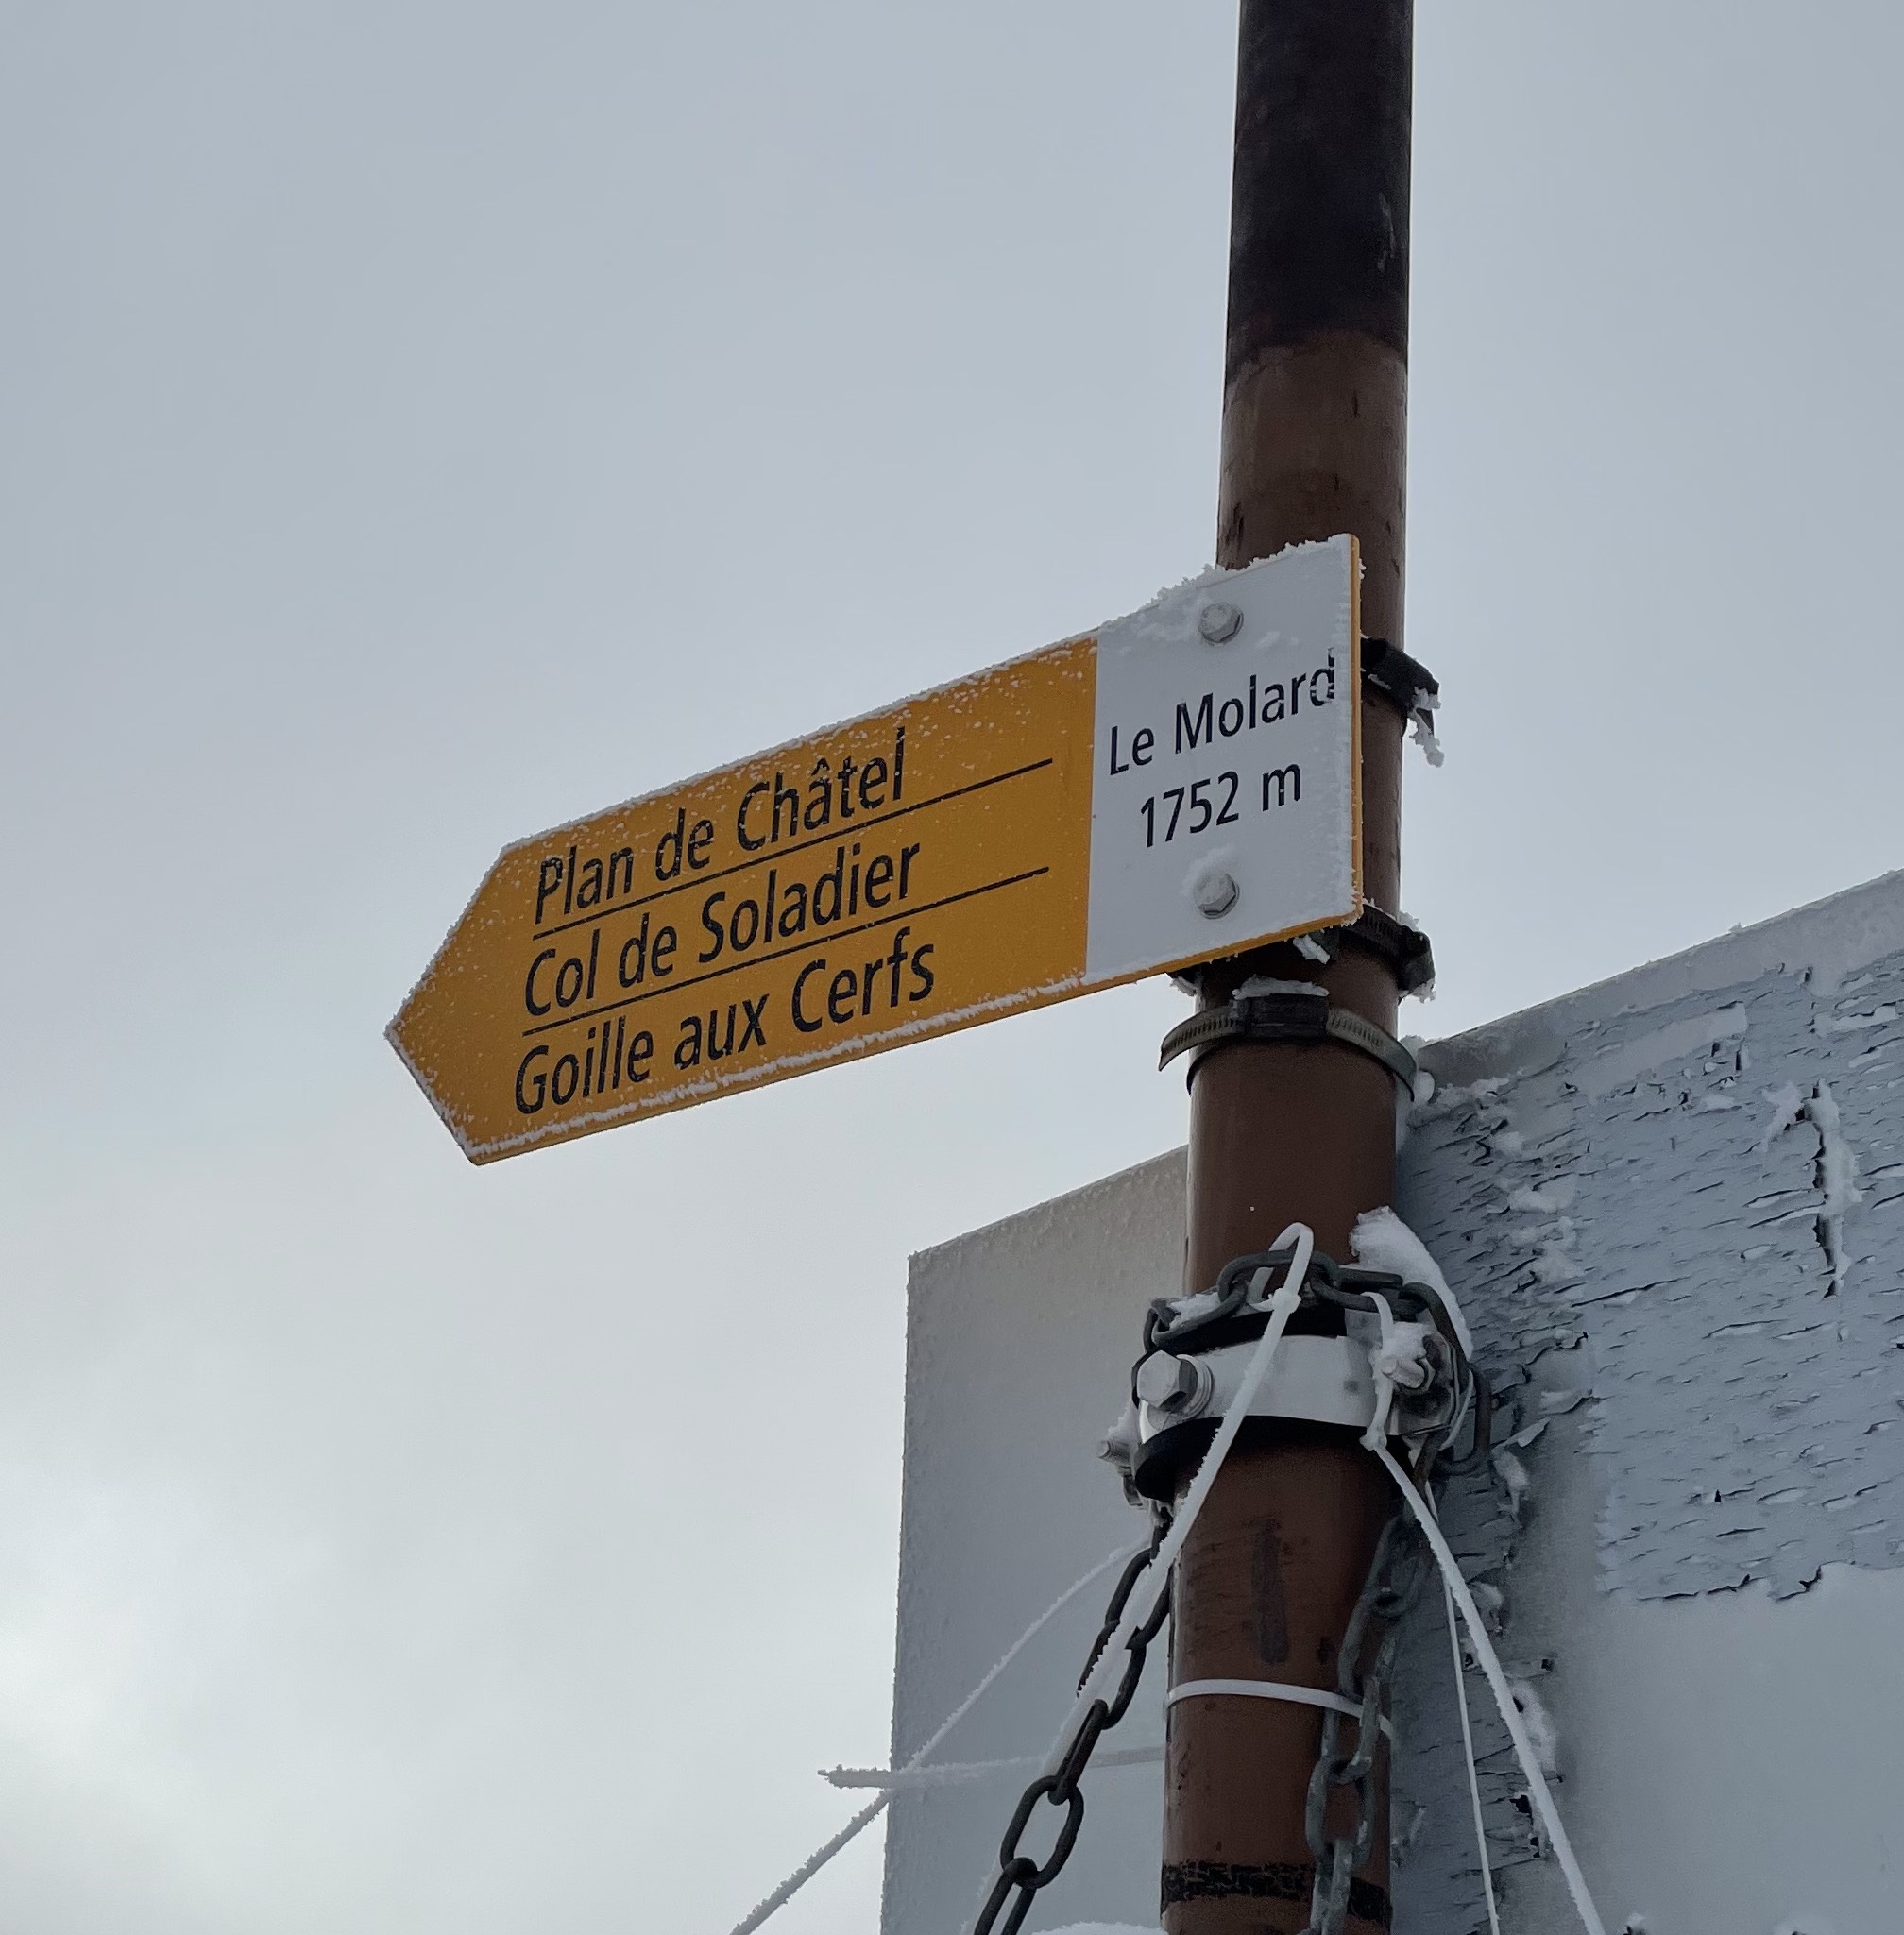 Plan de Châtel
Col de Soladier
Goille aux Cerfs
Le Molard
1752 m